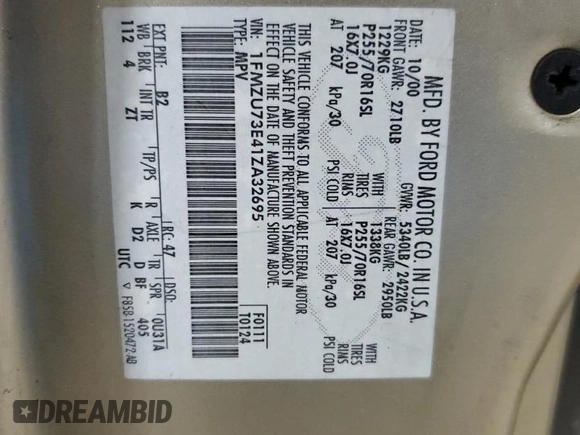 MFD. BY FORD MOTOR CO. IN U.S.A.
DATE: 10/00 GVWR: 5340LB/2422KG
FRONT GAWR: 2710LB REAR GAWR: 2950LB
1229KG WITH 1338KG WITH
P255/70R16SL TIRES P255/70R16SL TIRES
16X7.0J RIMS 16X7.0J RIMS
AT 207 kPa/30 PSI COLD AT 207 kPa/30 PSI COLD
THIS VEHICLE CONFORMS TO ALL APPLICABLE FEDERAL MOTOR
VEHICLE SAFETY AND THEFT PREVENTION STANDARDS IN
EFFECT ON THE DATE OF MANUFACTURE SHOWN ABOVE.
VIN: 1FMZU73E41ZA32695 F0111
MPV T0124
EXT PNT: B2 RC: 47 DSO:
WB BRK INT TR TP/PS R AXLE TR SPR 0U31A
112 4 ZT K D2 D BF 405
UTC F85B-1520472-AB
DREAMBID